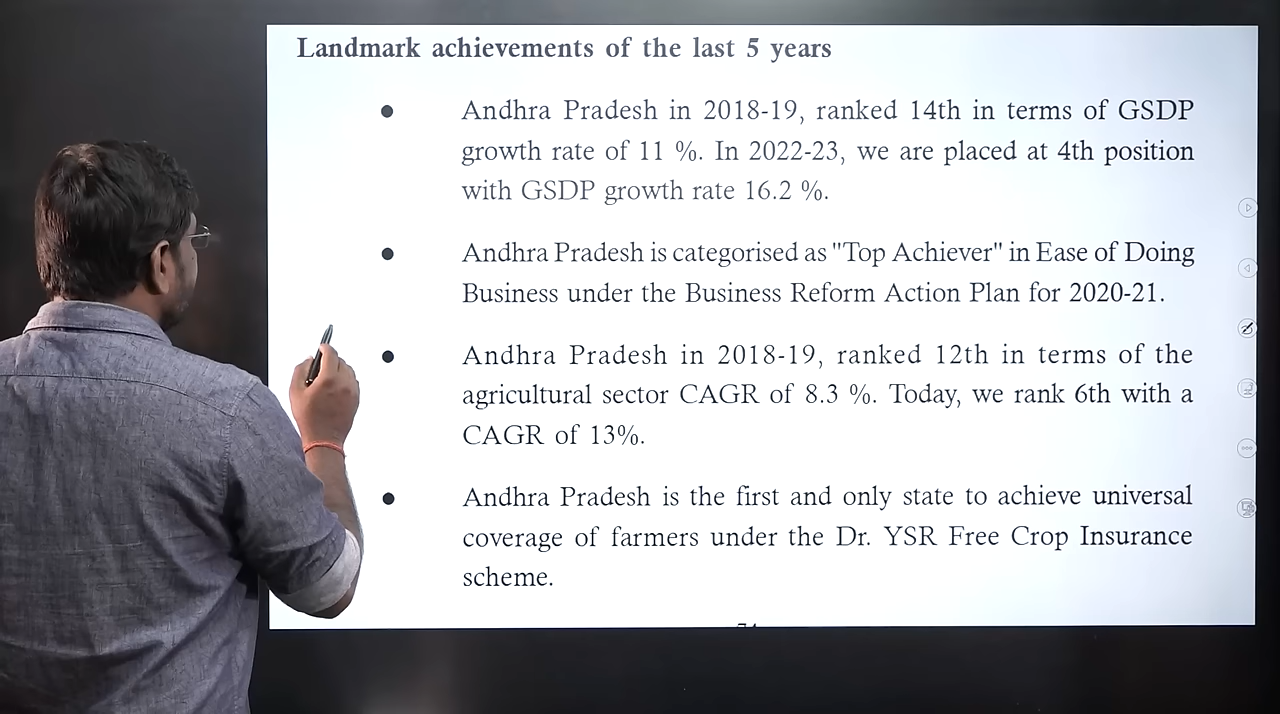 Landmark achievements of the last 5 years
Andhra Pradesh in 2018-19, ranked 14th in terms of GSDP
growth rate of 11 %. In 2022-23, we are placed at 4th position
with GSDP growth rate 16.2 %.
Andhra Pradesh is categorised as "Top Achiever" in Ease of Doing
Business under the Business Reform Action Plan for 2020-21.
Andhra Pradesh in 2018-19, ranked 12th in terms of the
agricultural sector CAGR of 8.3 %. Today, we rank 6th with a
CAGR of 13%.
Andhra Pradesh is the first and only state to achieve universal
coverage of farmers under the Dr. YSR Free Crop Insurance
scheme.